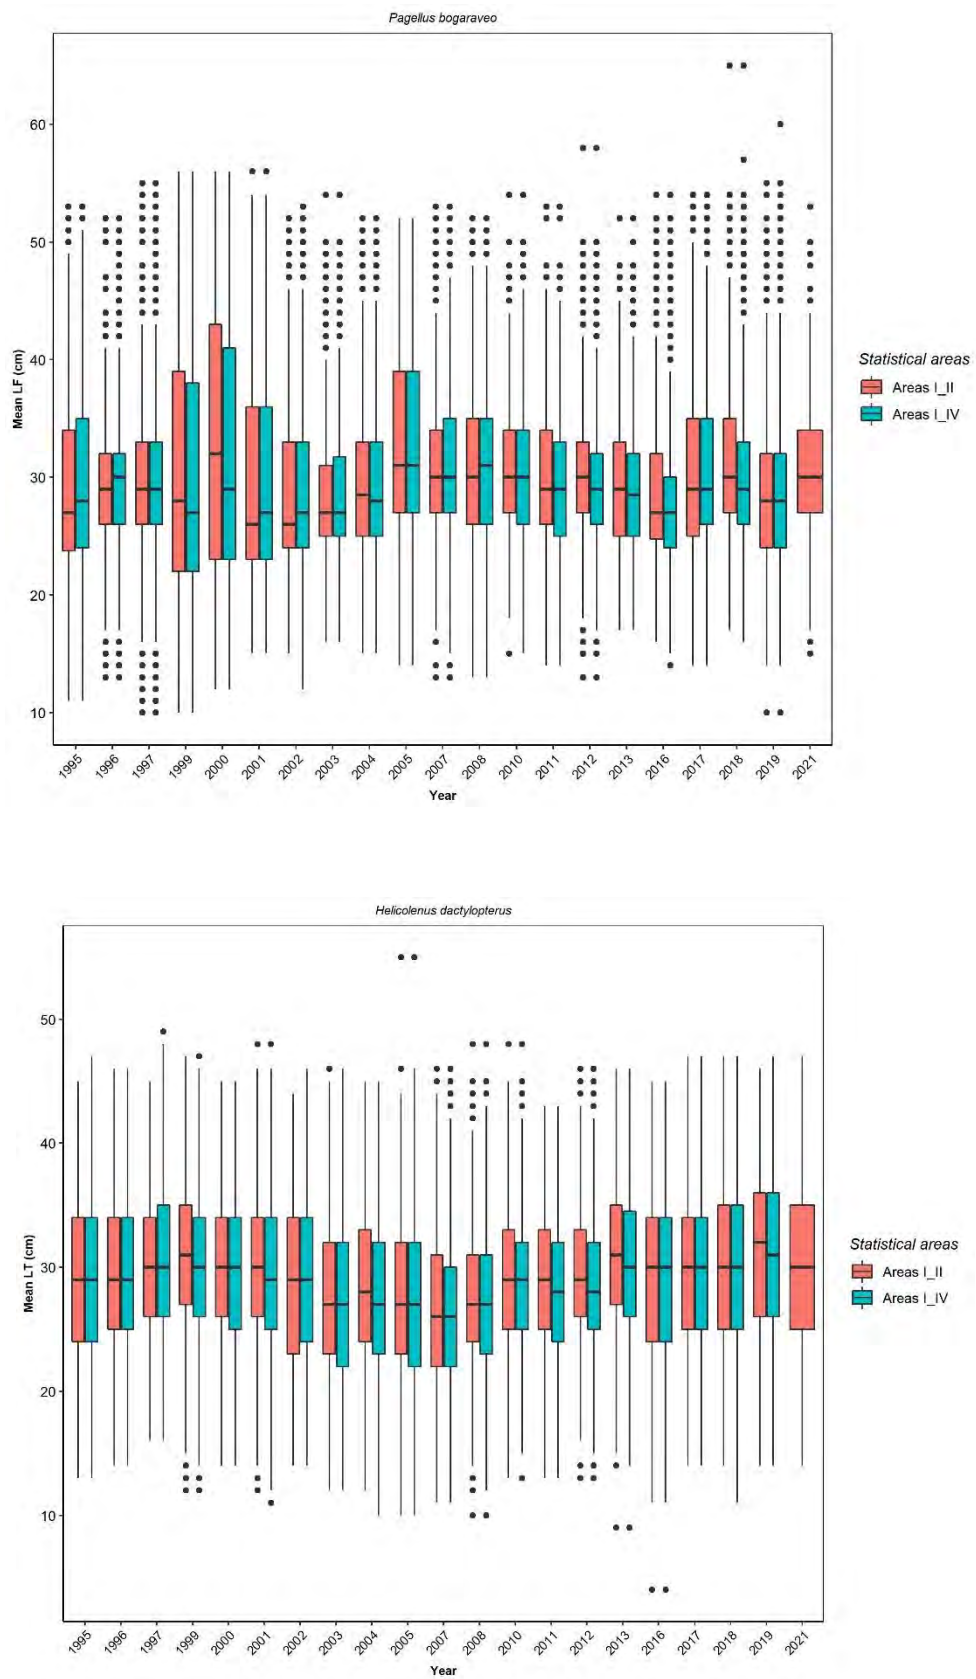 Pagellus bogaraveo
60
50
40
30
20
10
Mean LF (cm)
1995 1996 1997 1999 2000 2001 2002 2003 2004 2005 2007 2008 2010 2011 2012 2013 2016 2017 2018 2019 2021
Year
Statistical areas
Areas I_II
Areas I_IV
Helicolenus dactylopterus
50
40
30
20
10
Mean LT (cm)
1995 1996 1997 1999 2000 2001 2002 2003 2004 2005 2007 2008 2010 2011 2012 2013 2016 2017 2018 2019 2021
Year
Statistical areas
Areas I_II
Areas I_IV